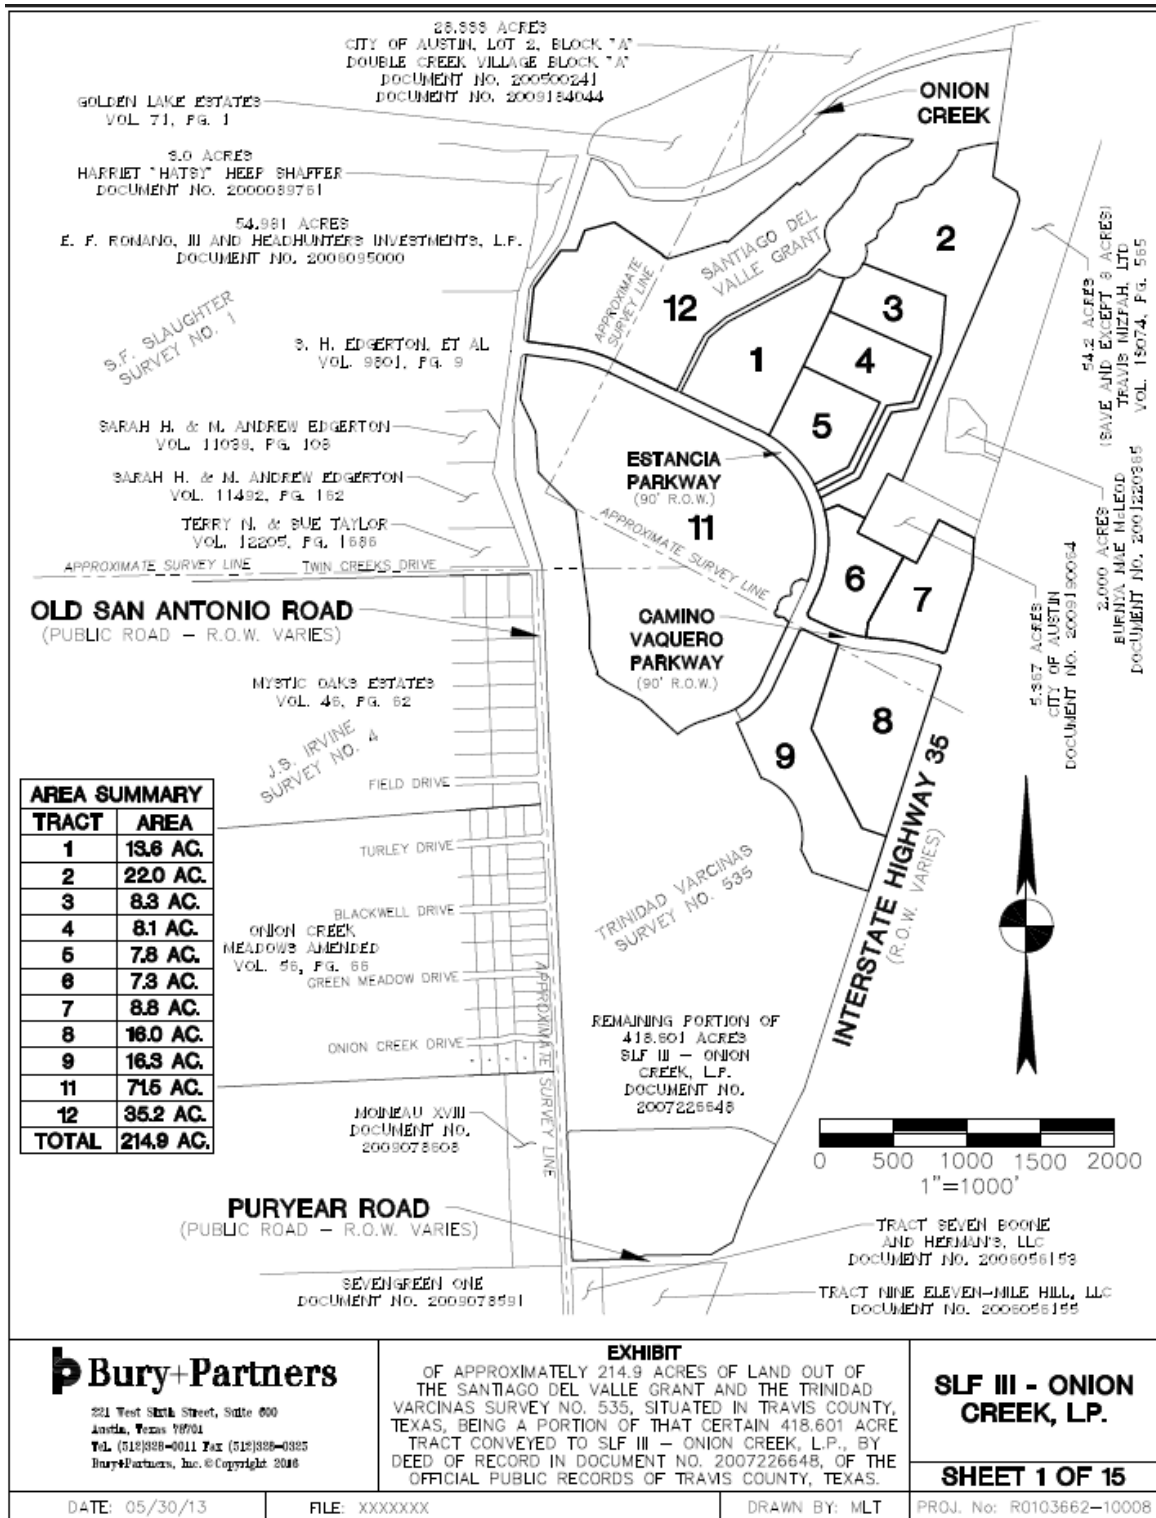 28.333 ACRES
CITY OF AUSTIN, LOT 2, BLOCK "A"
DOUBLE CREEK VILLAGE BLOCK "A"
DOCUMENT NO. 200500241
DOCUMENT NO. 2009184044
GOLDEN LAKE ESTATES
VOL. 71, PG. 1
ONION
CREEK
9.0 ACRES
HARRIET "HATSY" HEEP SHAFFER
DOCUMENT NO. 2000089761
54.981 ACRES
E. F. ROMANO, III AND HEADHUNTERS INVESTMENTS, L.P.
DOCUMENT NO. 2006095000
S.F. SLAUGHTER
SURVEY NO. 1
S. H. EDGERTON, ET AL
VOL. 9801, PG. 9
SARAH H. & M. ANDREW EDGERTON
VOL. 11039, PG. 108
SARAH H. & M. ANDREW EDGERTON
VOL. 11492, PG. 162
TERRY N. & SUE TAYLOR
VOL. 12205, PG. 1686
APPROXIMATE SURVEY LINE
TWIN CREEKS DRIVE
APPROXIMATE
SURVEY LINE
SANTIAGO DEL
VALLE GRANT
12
1
2
3
4
5
ESTANCIA
PARKWAY
(90' R.O.W.)
11
APPROXIMATE SURVEY LINE
6
7
CAMINO
VAQUERO
PARKWAY
(90' R.O.W.)
8
9
54.2 ACRES
(SAVE AND EXCEPT 9 ACRES)
TRAVIS MIZPAH, LTD
VOL. 13074, PG. 565
2.000 ACRES
BURNYA MAE McLEOD
DOCUMENT NO. 2001220365
5.367 ACRES
CITY OF AUSTIN
DOCUMENT NO. 2009190064
OLD SAN ANTONIO ROAD
(PUBLIC ROAD – R.O.W. VARIES)
MYSTIC OAKS ESTATES
VOL. 46, PG. 62
J.S. IRVINE
SURVEY NO. 4
FIELD DRIVE
TURLEY DRIVE
BLACKWELL DRIVE
ONION CREEK
MEADOWS AMENDED
VOL. 56, PG. 66
GREEN MEADOW DRIVE
ONION CREEK DRIVE
APPROXIMATE SURVEY LINE
TRINIDAD VARCINAS
SURVEY NO. 535
INTERSTATE HIGHWAY 35
(R.O.W. VARIES)
AREA SUMMARY
TRACT AREA
1 13.6 AC.
2 22.0 AC.
3 8.3 AC.
4 8.1 AC.
5 7.8 AC.
6 7.3 AC.
7 8.8 AC.
8 16.0 AC.
9 16.3 AC.
11 71.5 AC.
12 35.2 AC.
TOTAL 214.9 AC.
REMAINING PORTION OF
418.601 ACRES
SLF III – ONION
CREEK, L.P.
DOCUMENT NO.
2007226648
MOINEAU XVIII
DOCUMENT NO.
2009078608
0 500 1000 1500 2000
1"=1000'
PURYEAR ROAD
(PUBLIC ROAD – R.O.W. VARIES)
TRACT SEVEN BOONE
AND HERMAN'S, LLC
DOCUMENT NO. 2006056153
SEVENGREEN ONE
DOCUMENT NO. 2009078591
TRACT NINE ELEVEN–MILE HILL, LLC
DOCUMENT NO. 2006056155
Bury+Partners
221 West Sixth Street, Suite 600
Austin, Texas 78701
Tel. (512)328-0011 Fax (512)328-0325
Bury+Partners, Inc. ©Copyright 2016
EXHIBIT
OF APPROXIMATELY 214.9 ACRES OF LAND OUT OF
THE SANTIAGO DEL VALLE GRANT AND THE TRINIDAD
VARCINAS SURVEY NO. 535, SITUATED IN TRAVIS COUNTY,
TEXAS, BEING A PORTION OF THAT CERTAIN 418.601 ACRE
TRACT CONVEYED TO SLF III – ONION CREEK, L.P., BY
DEED OF RECORD IN DOCUMENT NO. 2007226648, OF THE
OFFICIAL PUBLIC RECORDS OF TRAVIS COUNTY, TEXAS.
SLF III - ONION
CREEK, L.P.
SHEET 1 OF 15
DATE: 05/30/13
FILE: XXXXXXX
DRAWN BY: MLT
PROJ. No: R0103662–10008